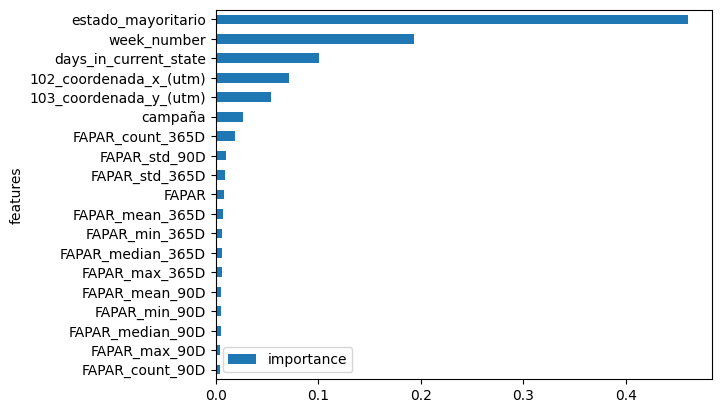 estado_mayoritario
week_number
days_in_current_state
102_coordenada_x_(utm)
103_coordenada_y_(utm)
campaña
FAPAR_count_365D
FAPAR_std_90D
FAPAR_std_365D
FAPAR
FAPAR_mean_365D
FAPAR_min_365D
FAPAR_median_365D
FAPAR_max_365D
FAPAR_mean_90D
FAPAR_min_90D
FAPAR_median_90D
FAPAR_max_90D
FAPAR_count_90D
features
importance
0.0 0.1 0.2 0.3 0.4